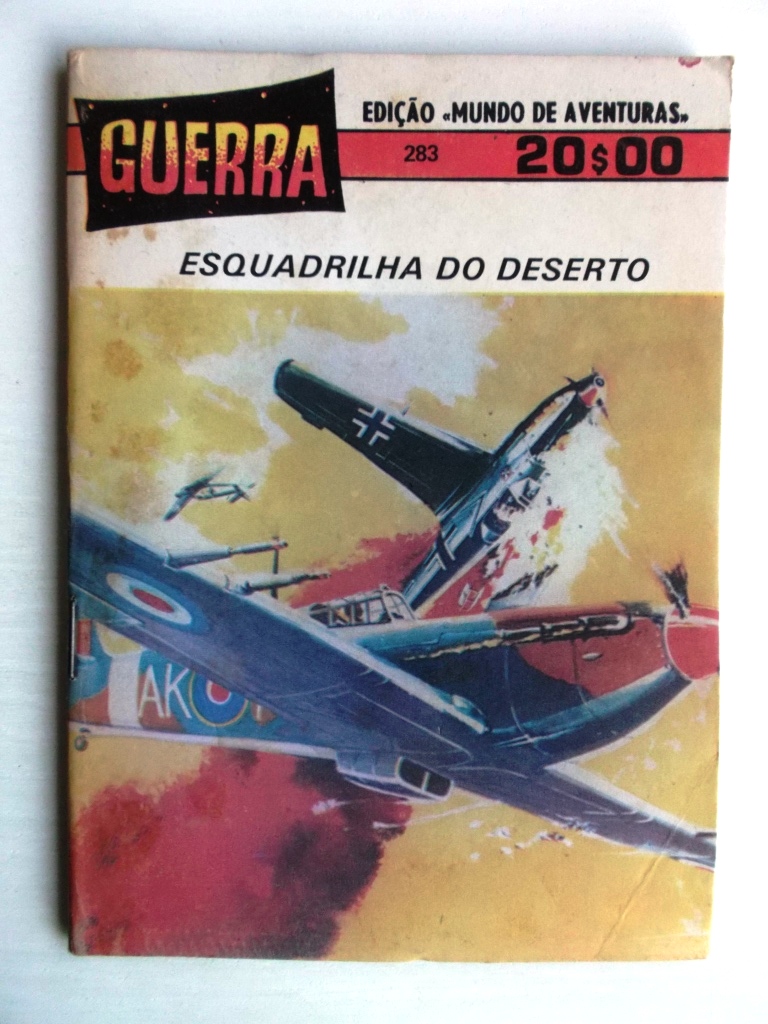 GUERRA
EDIÇÃO «MUNDO DE AVENTURAS»
283 20$00
ESQUADRILHA DO DESERTO
AK